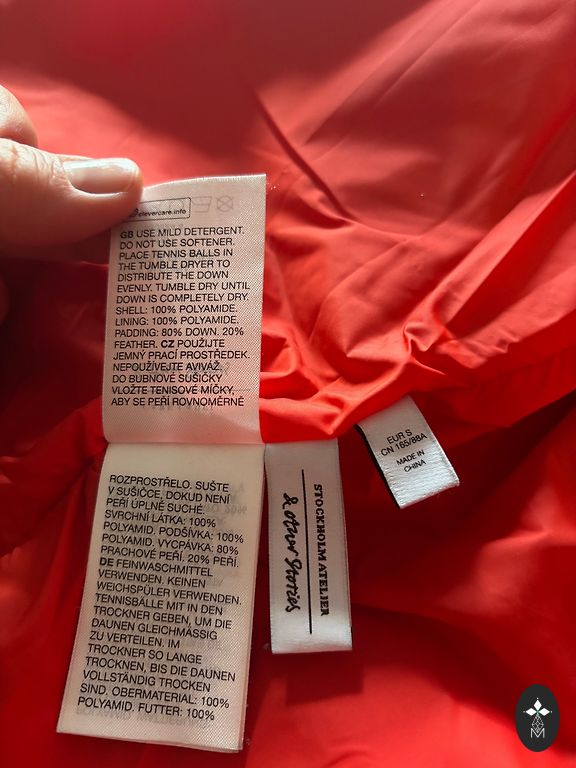 clevercare.info
GB USE MILD DETERGENT.
DO NOT USE SOFTENER.
PLACE TENNIS BALLS IN
THE TUMBLE DRYER TO
DISTRIBUTE THE DOWN
EVENLY. TUMBLE DRY UNTIL
DOWN IS COMPLETELY DRY.
SHELL: 100% POLYAMIDE.
LINING: 100% POLYAMIDE.
PADDING: 80% DOWN. 20%
FEATHER. CZ POUŽIJTE
JEMNÝ PRACÍ PROSTŘEDEK.
NEPOUŽÍVEJTE AVIVÁŽ.
DO BUBNOVÉ SUŠIČKY
VLOŽTE TENISOVÉ MÍČKY,
ABY SE PEŘÍ ROVNOMĚRNĚ
ROZPROSTŘELO. SUŠTE
V SUŠIČCE, DOKUD NENÍ
PEŘÍ ÚPLNĚ SUCHÉ.
SVRCHNÍ LÁTKA: 100%
POLYAMID. PODŠÍVKA: 100%
POLYAMID. VYCPÁVKA: 80%
PRACHOVÉ PEŘÍ. 20% PEŘÍ.
DE FEINWASCHMITTEL
VERWENDEN. KEINEN
WEICHSPÜLER VERWENDEN.
TENNISBÄLLE MIT IN DEN
TROCKNER GEBEN, UM DIE
DAUNEN GLEICHMÄSSIG
ZU VERTEILEN. IM
TROCKNER SO LANGE
TROCKNEN, BIS DIE DAUNEN
VOLLSTÄNDIG TROCKEN
SIND. OBERMATERIAL: 100%
POLYAMID. FUTTER: 100%
STOCKHOLM ATELIER
& Other Stories
EUR S
CN 165/88A
MADE IN
CHINA
M